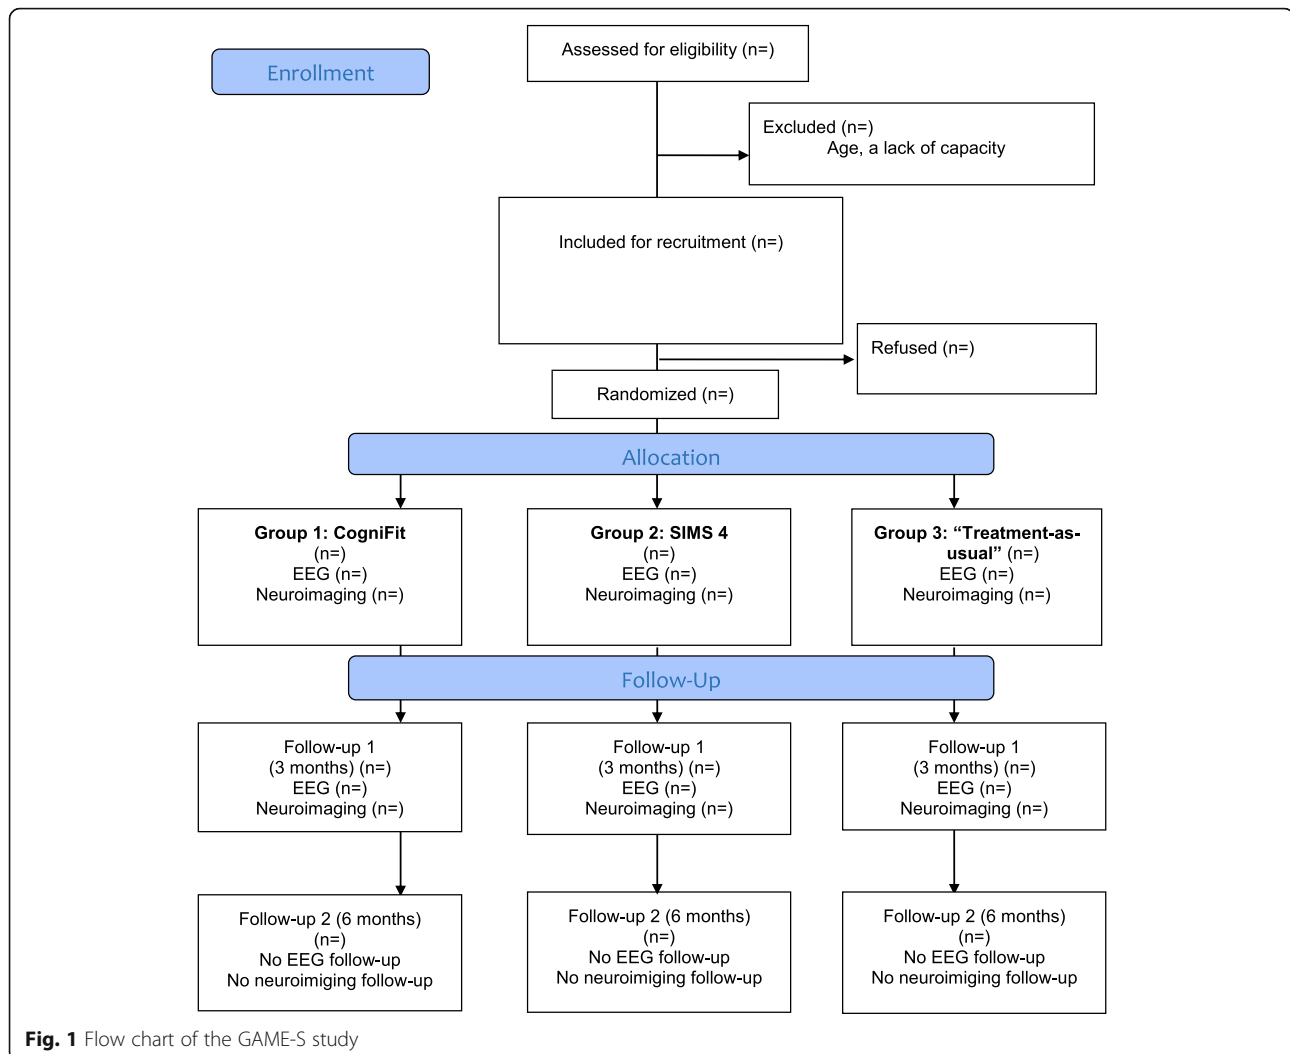 Assessed for eligibility (n=)
Enrollment
Excluded (n=)
Age, a lack of capacity
Included for recruitment (n=)
Refused (n=)
Randomized (n=)
Allocation
Group 1: CogniFit
(n=)
EEG (n=)
Neuroimaging (n=)
Group 2: SIMS 4
(n=)
EEG (n=)
Neuroimaging (n=)
Group 3: “Treatment-as-
usual” (n=)
EEG (n=)
Neuroimaging (n=)
Follow-Up
Follow-up 1
(3 months) (n=)
EEG (n=)
Neuroimaging (n=)
Follow-up 1
(3 months) (n=)
EEG (n=)
Neuroimaging (n=)
Follow-up 1
(3 months) (n=)
EEG (n=)
Neuroimaging (n=)
Follow-up 2 (6 months)
(n=)
No EEG follow-up
No neuroimiging follow-up
Follow-up 2 (6 months)
(n=)
No EEG follow-up
No neuroimiging follow-up
Follow-up 2 (6 months)
(n=)
No EEG follow-up
No neuroimiging follow-up
Fig. 1 Flow chart of the GAME-S study